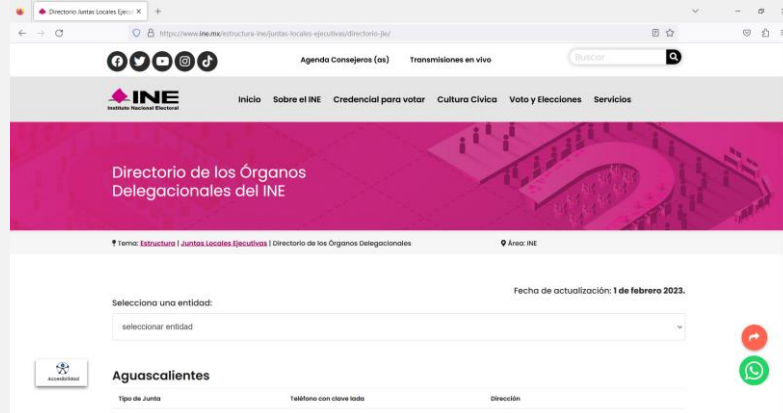 Directorio Juntas Locales Ejecu
https://www.ine.mx/estructura-ine/juntas-locales-ejecutivas/directorio-jle/
Agenda Consejeros (as) Transmisiones en vivo Buscar
INE
Instituto Nacional Electoral
Inicio Sobre el INE Credencial para votar Cultura Cívica Voto y Elecciones Servicios
Directorio de los Órganos
Delegacionales del INE
Tema: Estructura | Juntas Locales Ejecutivas | Directorio de los Órganos Delegacionales Área: INE
Fecha de actualización: 1 de febrero 2023.
Selecciona una entidad:
seleccionar entidad
Accesibilidad
Aguascalientes
Tipo de Junta Teléfono con clave lada Dirección